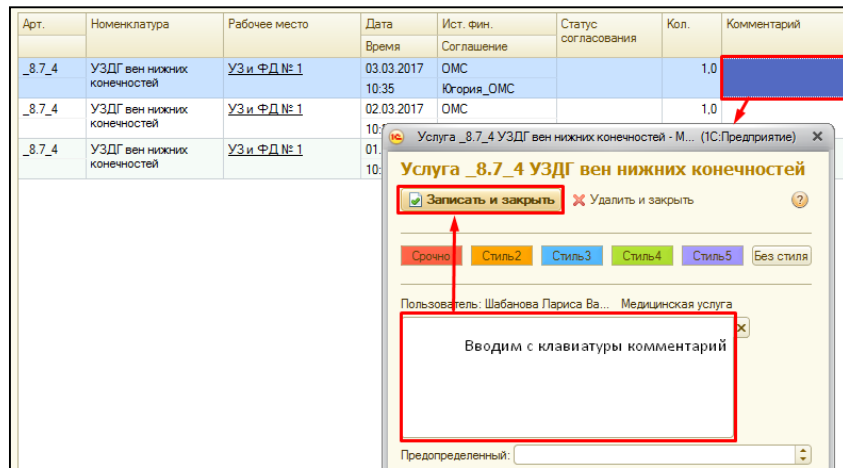 Арт. Номенклатура Рабочее место Дата Ист. фин. Статус согласования Кол. Комментарий
Время Соглашение
_8.7_4 УЗДГ вен нижних конечностей УЗ и ФД № 1 03.03.2017 ОМС 1,0
10:35 Югория_ОМС
_8.7_4 УЗДГ вен нижних конечностей УЗ и ФД № 1 02.03.2017 ОМС 1,0
_8.7_4 УЗДГ вен нижних конечностей УЗ и ФД № 1 01.
Услуга _8.7_4 УЗДГ вен нижних конечностей - М... (1С:Предприятие)
Услуга _8.7_4 УЗДГ вен нижних конечностей
Записать и закрыть Удалить и закрыть
Срочно Стиль2 Стиль3 Стиль4 Стиль5 Без стиля
Пользователь: Шабанова Лариса Ва... Медицинская услуга
Вводим с клавиатуры комментарий
Предопределенный: